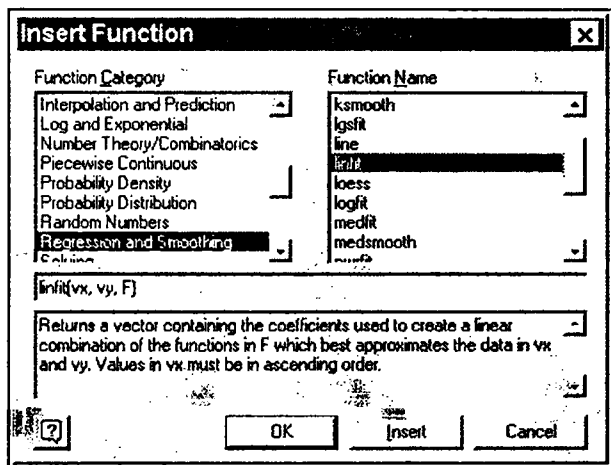 Insert Function
Function Category
Function Name
Interpolation and Prediction
Log and Exponential
Number Theory/Combinatorics
Piecewise Continuous
Probability Density
Probability Distribution
Random Numbers
Regression and Smoothing
Solving
ksmooth
lgsfit
line
linfit
loess
logfit
medfit
medsmooth
pwrfit
linfit(vx, vy, F)
Returns a vector containing the coefficients used to create a linear
combination of the functions in F which best approximates the data in vx
and vy. Values in vx must be in ascending order.
?
OK
Insert
Cancel